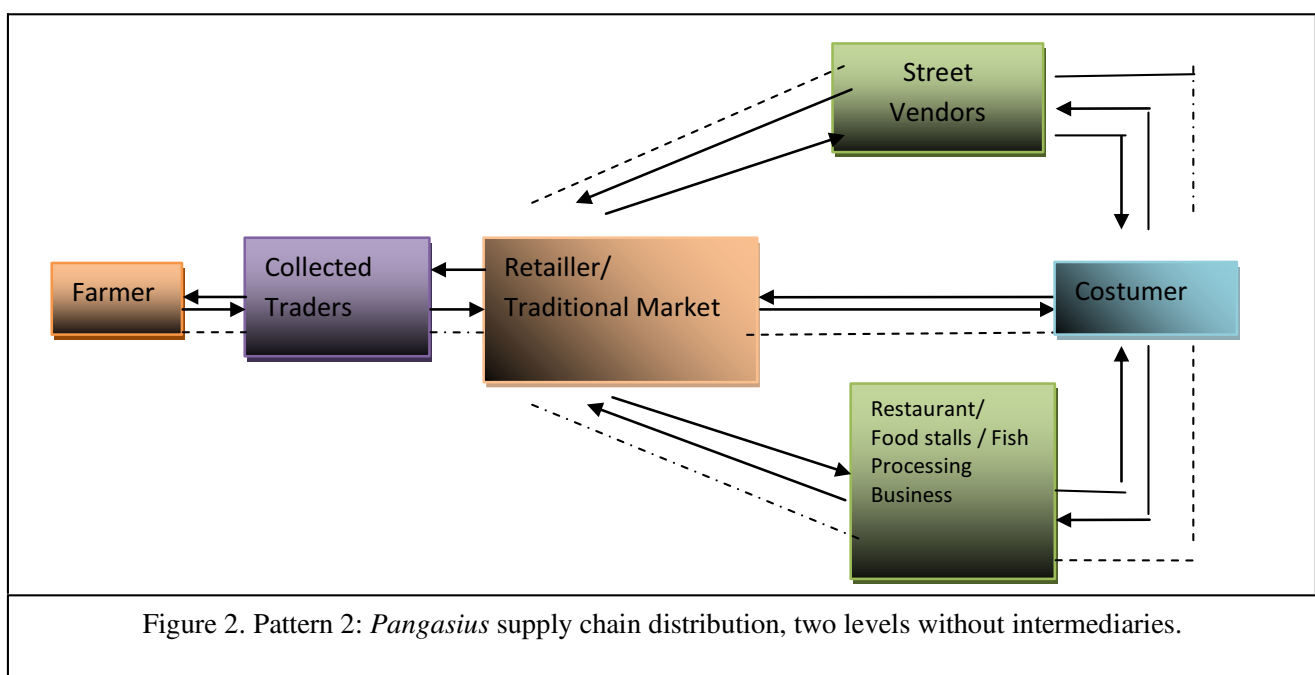 Street
Vendors
Farmer
Collected
Traders
Retailler/
Traditional Market
Costumer
Restaurant/
Food stalls / Fish
Processing
Business
Figure 2. Pattern 2: Pangasius supply chain distribution, two levels without intermediaries.